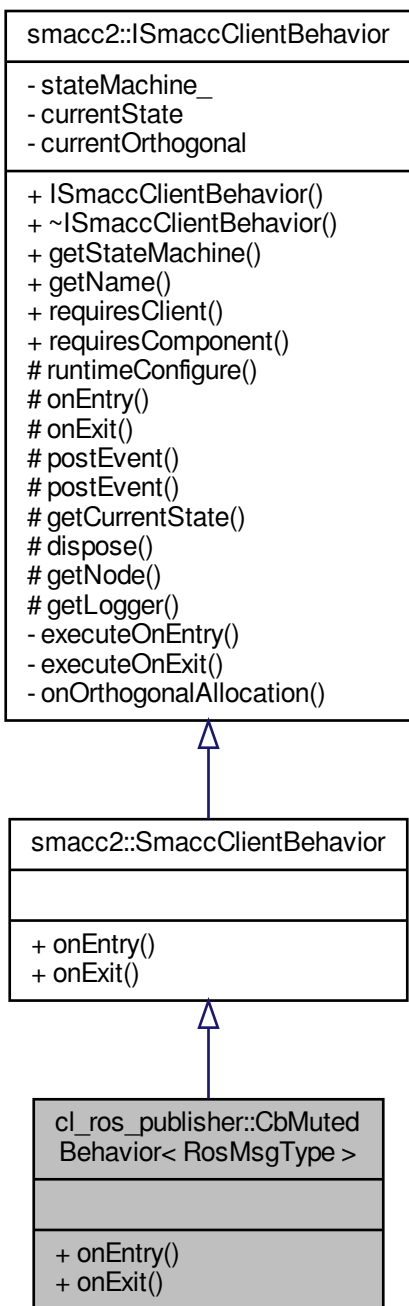 smacc2::ISmaccClientBehavior
- stateMachine_
- currentState
- currentOrthogonal
+ ISmaccClientBehavior()
+ ~ISmaccClientBehavior()
+ getStateMachine()
+ getName()
+ requiresClient()
+ requiresComponent()
# runtimeConfigure()
# onEntry()
# onExit()
# postEvent()
# postEvent()
# getCurrentState()
# dispose()
# getNode()
# getLogger()
- executeOnEntry()
- executeOnExit()
- onOrthogonalAllocation()
smacc2::SmaccClientBehavior
+ onEntry()
+ onExit()
cl_ros_publisher::CbMuted
Behavior< RosMsgType >
+ onEntry()
+ onExit()